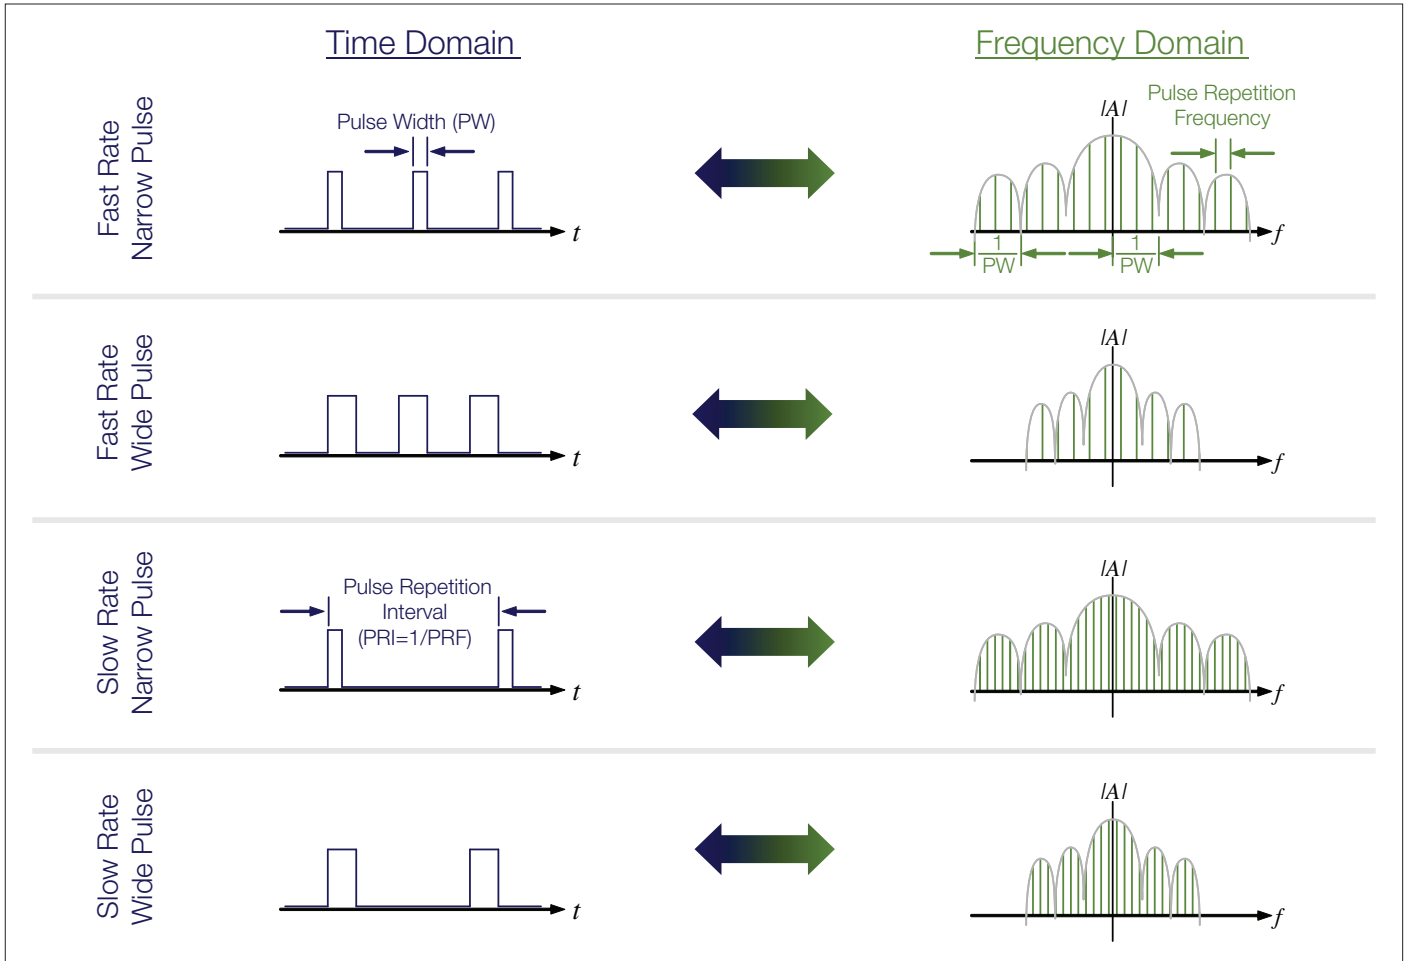 Time Domain
Frequency Domain
Fast Rate
Narrow Pulse
Pulse Width (PW)
t
|A|
Pulse Repetition
Frequency
f
1
PW
1
PW
Fast Rate
Wide Pulse
t
|A|
f
Slow Rate
Narrow Pulse
Pulse Repetition
Interval
(PRI=1/PRF)
t
|A|
f
Slow Rate
Wide Pulse
t
|A|
f